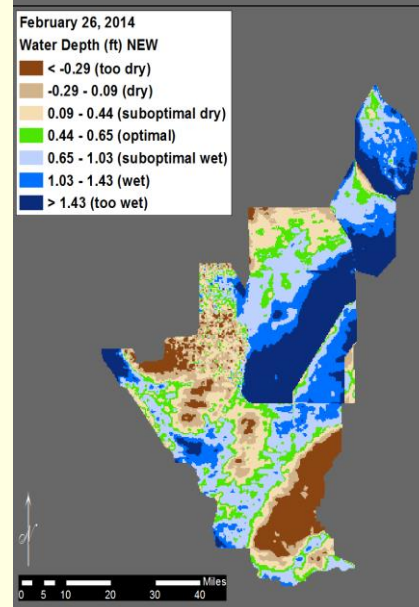 February 26, 2014
Water Depth (ft) NEW
< -0.29 (too dry)
-0.29 - 0.09 (dry)
0.09 - 0.44 (suboptimal dry)
0.44 - 0.65 (optimal)
0.65 - 1.03 (suboptimal wet)
1.03 - 1.43 (wet)
> 1.43 (too wet)
N
Miles
0 5 10 20 30 40